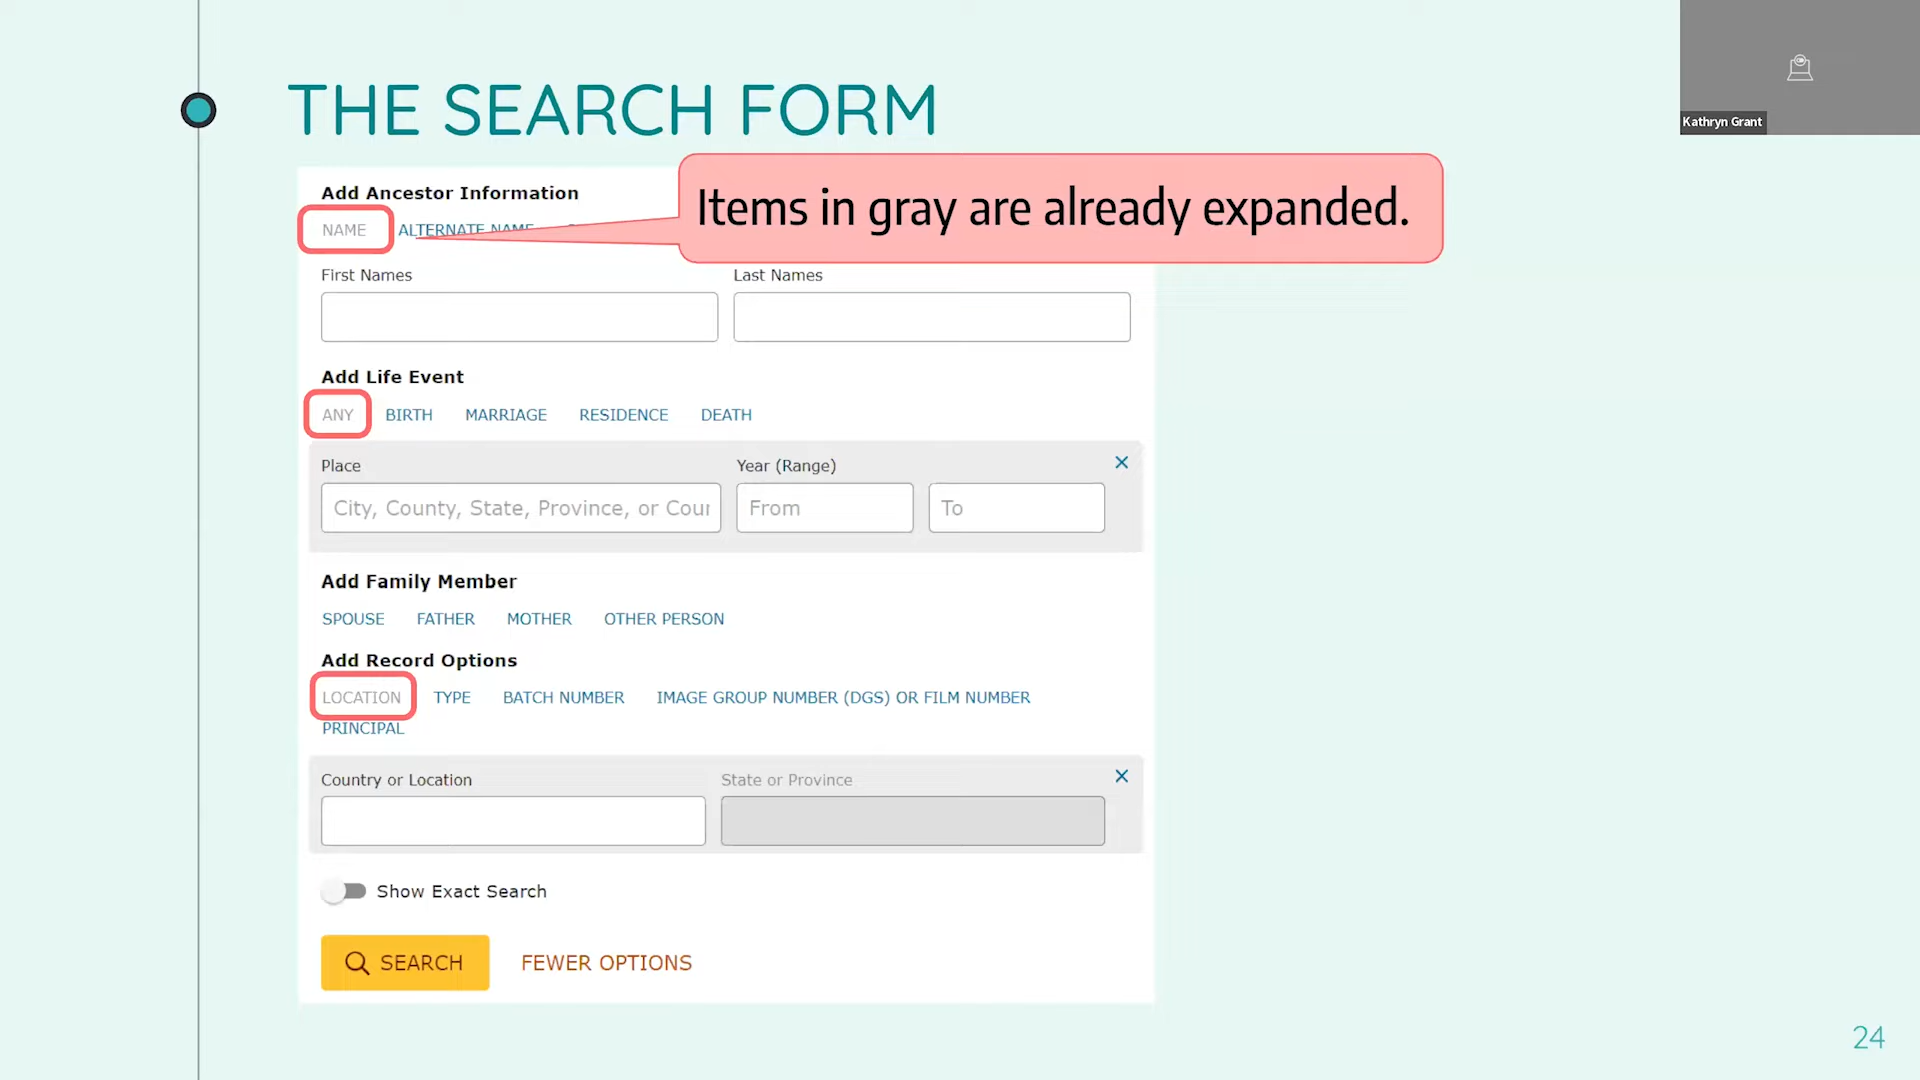 THE SEARCH FORM
Kathryn Grant
Items in gray are already expanded.
Add Ancestor Information
NAME ALTERNATE NAME
First Names Last Names
Add Life Event
ANY BIRTH MARRIAGE RESIDENCE DEATH
Place Year (Range)
City, County, State, Province, or Cour From To
Add Family Member
SPOUSE FATHER MOTHER OTHER PERSON
Add Record Options
LOCATION TYPE BATCH NUMBER IMAGE GROUP NUMBER (DGS) OR FILM NUMBER
PRINCIPAL
Country or Location State or Province
Show Exact Search
SEARCH FEWER OPTIONS
24